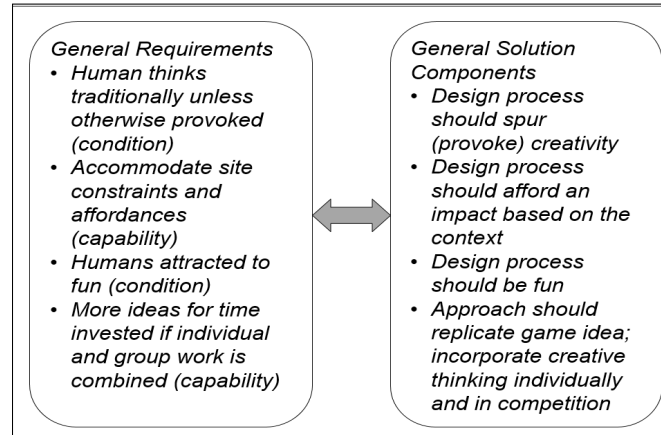 General Requirements
• Human thinks
traditionally unless
otherwise provoked
(condition)
• Accommodate site
constraints and
affordances
(capability)
• Humans attracted to
fun (condition)
• More ideas for time
invested if individual
and group work is
combined (capability)
General Solution
Components
• Design process
should spur
(provoke) creativity
• Design process
should afford an
impact based on the
context
• Design process
should be fun
• Approach should
replicate game idea;
incorporate creative
thinking individually
and in competition